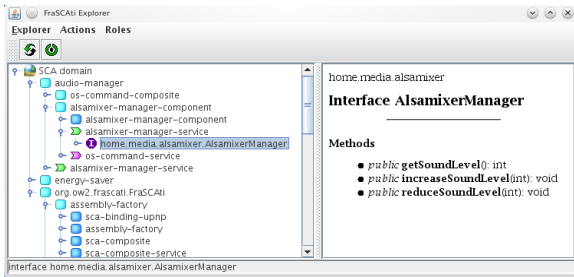 FraSCAti Explorer
Explorer Actions Roles
SCA domain
audio-manager
os-command-composite
alsamixer-manager-component
alsamixer-manager-component
alsamixer-manager-service
I home.media.alsamixer.AlsamixerManager
os-command-service
alsamixer-manager-service
energy-saver
org.ow2.frascati.FraSCAti
assembly-factory
sca-binding-upnp
assembly-factory
sca-composite
sca-composite-service
home.media.alsamixer
Interface AlsamixerManager
Methods
public getSoundLevel(): int
public increaseSoundLevel(int): void
public reduceSoundLevel(int): void
interface home.media.alsamixer.AlsamixerManager